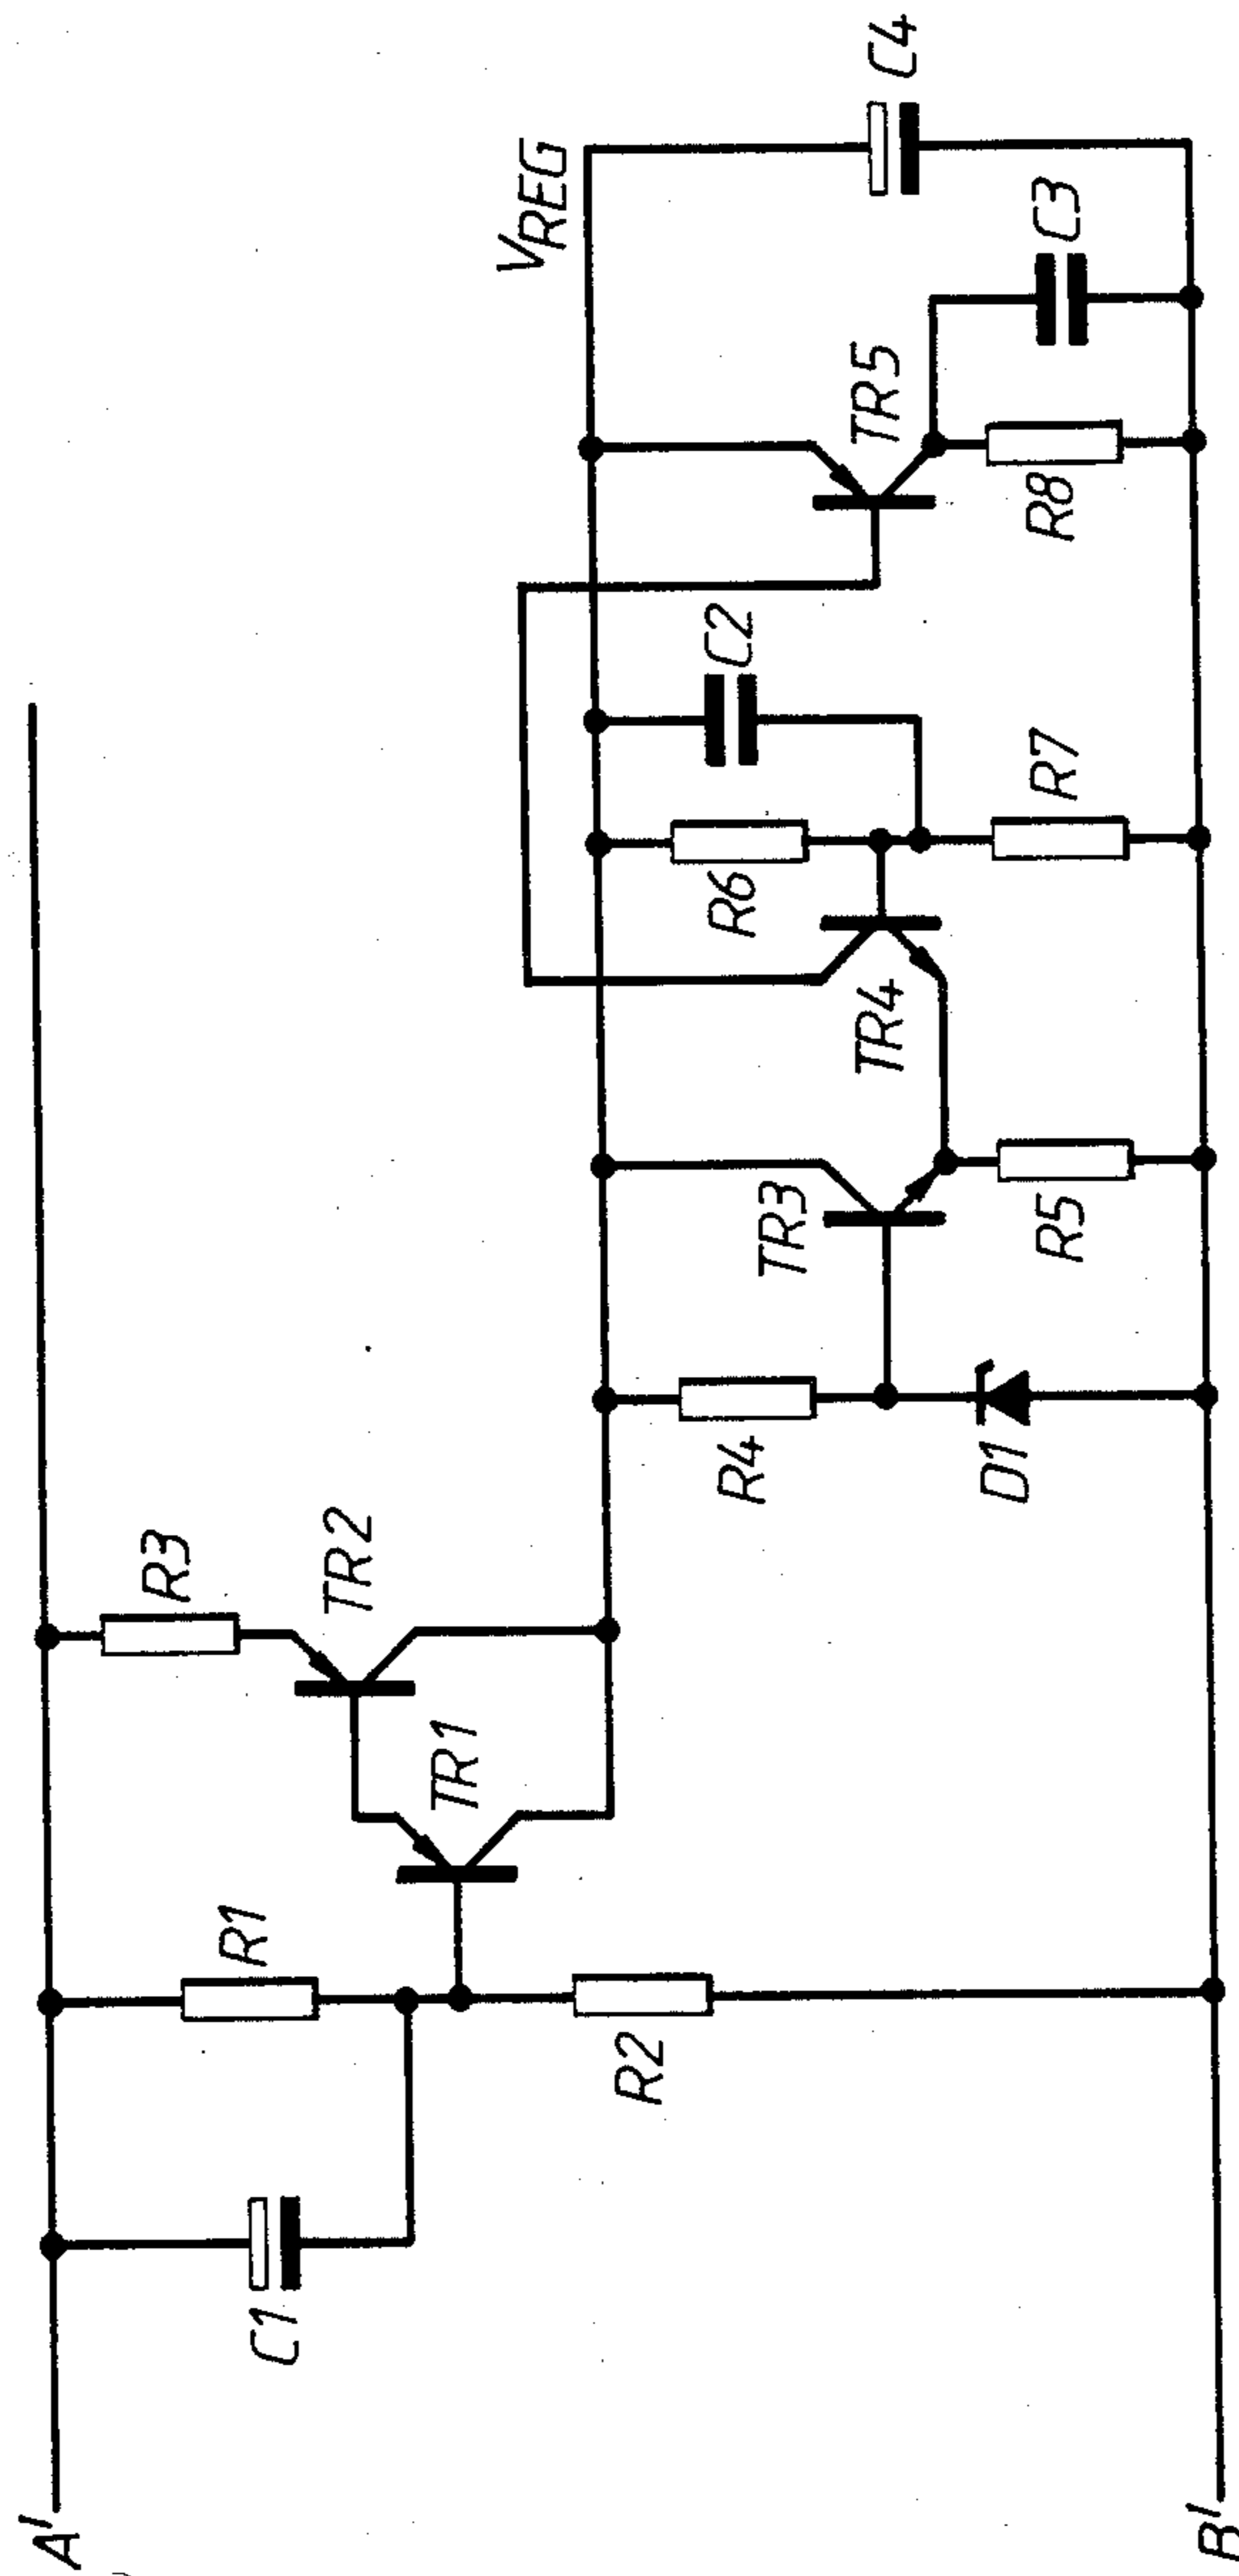 A'
C1
R1
R2
R3
TR1
TR2
R4
D1
TR3
R5
TR4
R6
C2
R7
TR5
R8
C3
VREG
C4
B'